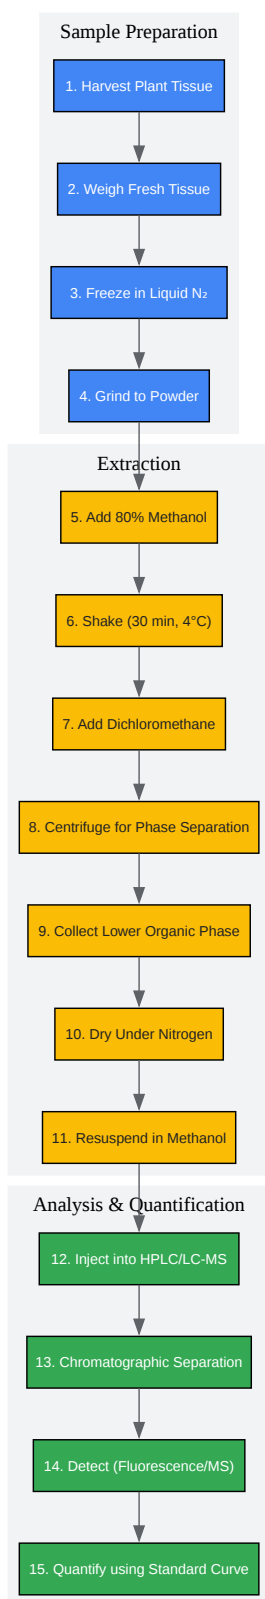 Sample Preparation
1. Harvest Plant Tissue
2. Weigh Fresh Tissue
3. Freeze in Liquid N₂
4. Grind to Powder
Extraction
5. Add 80% Methanol
6. Shake (30 min, 4°C)
7. Add Dichloromethane
8. Centrifuge for Phase Separation
9. Collect Lower Organic Phase
10. Dry Under Nitrogen
11. Resuspend in Methanol
Analysis & Quantification
12. Inject into HPLC/LC-MS
13. Chromatographic Separation
14. Detect (Fluorescence/MS)
15. Quantify using Standard Curve